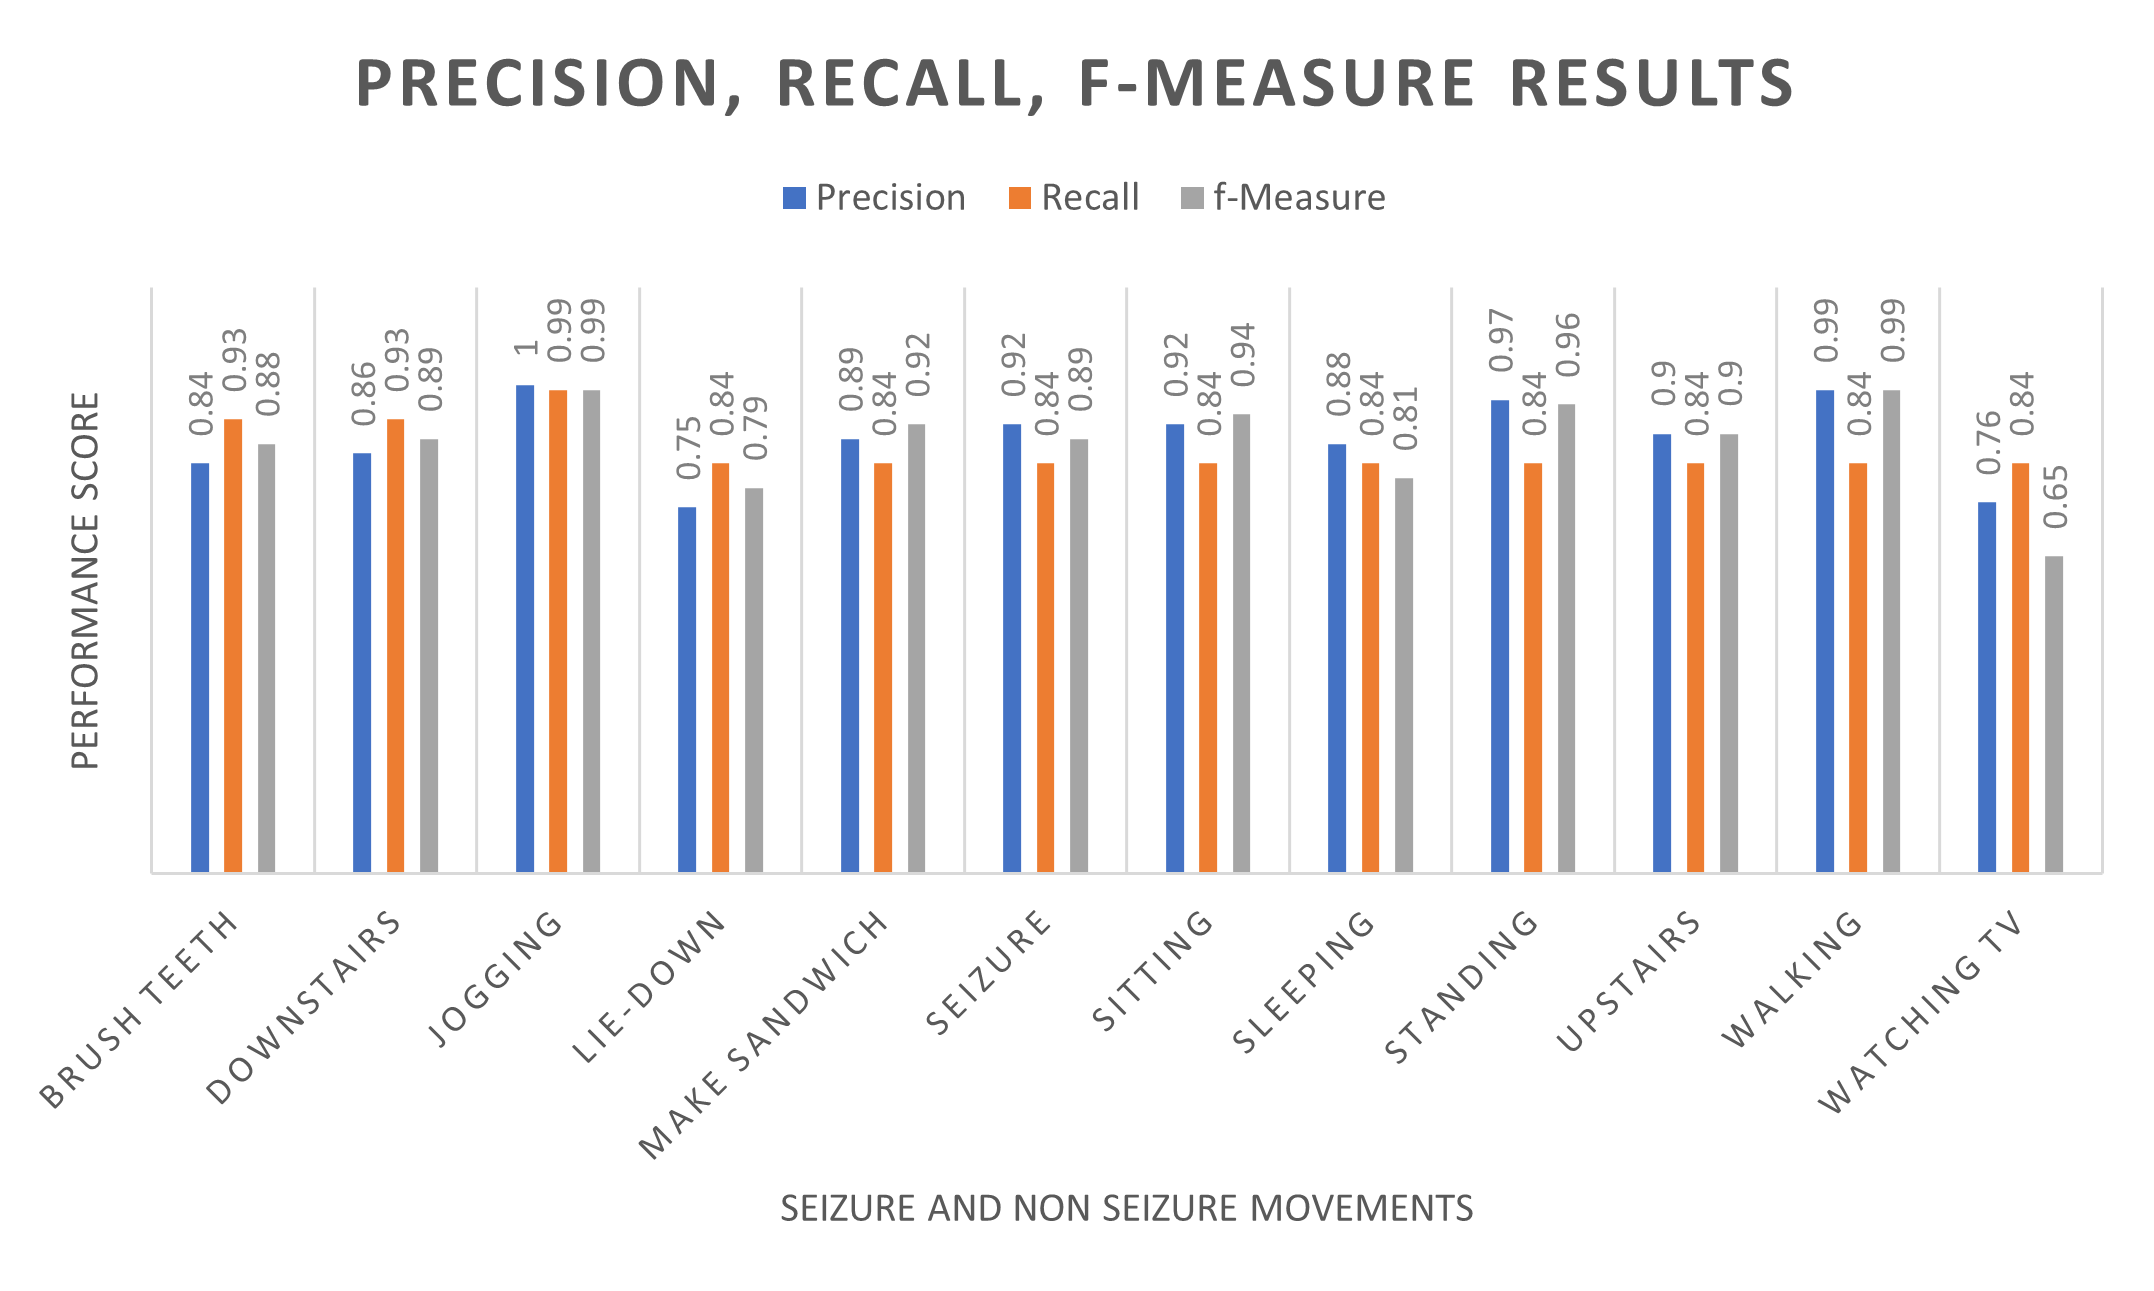 PRECISION, RECALL, F-MEASURE RESULTS
Precision Recall f-Measure
PERFORMANCE SCORE
0.84 0.93 0.88
0.86 0.93 0.89
1 0.99 0.99
0.75 0.84 0.79
0.89 0.84 0.92
0.92 0.84 0.89
0.92 0.84 0.94
0.88 0.84 0.81
0.97 0.84 0.96
0.9 0.84 0.9
0.99 0.84 0.99
0.76 0.84 0.65
BRUSH TEETH
DOWNSTAIRS
JOGGING
LIE-DOWN
MAKE SANDWICH
SEIZURE
SITTING
SLEEPING
STANDING
UPSTAIRS
WALKING
WATCHING TV
SEIZURE AND NON SEIZURE MOVEMENTS